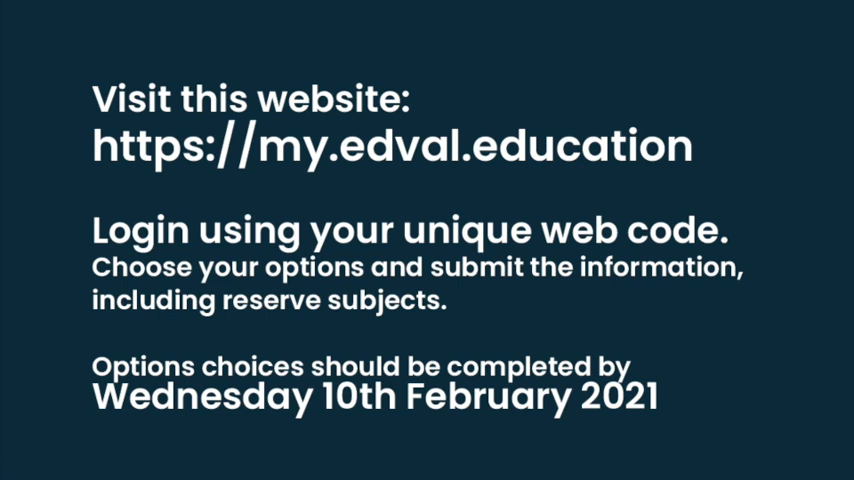 Visit this website:
https://my.edval.education
Login using your unique web code.
Choose your options and submit the information,
including reserve subjects.
Options choices should be completed by
Wednesday 10th February 2021